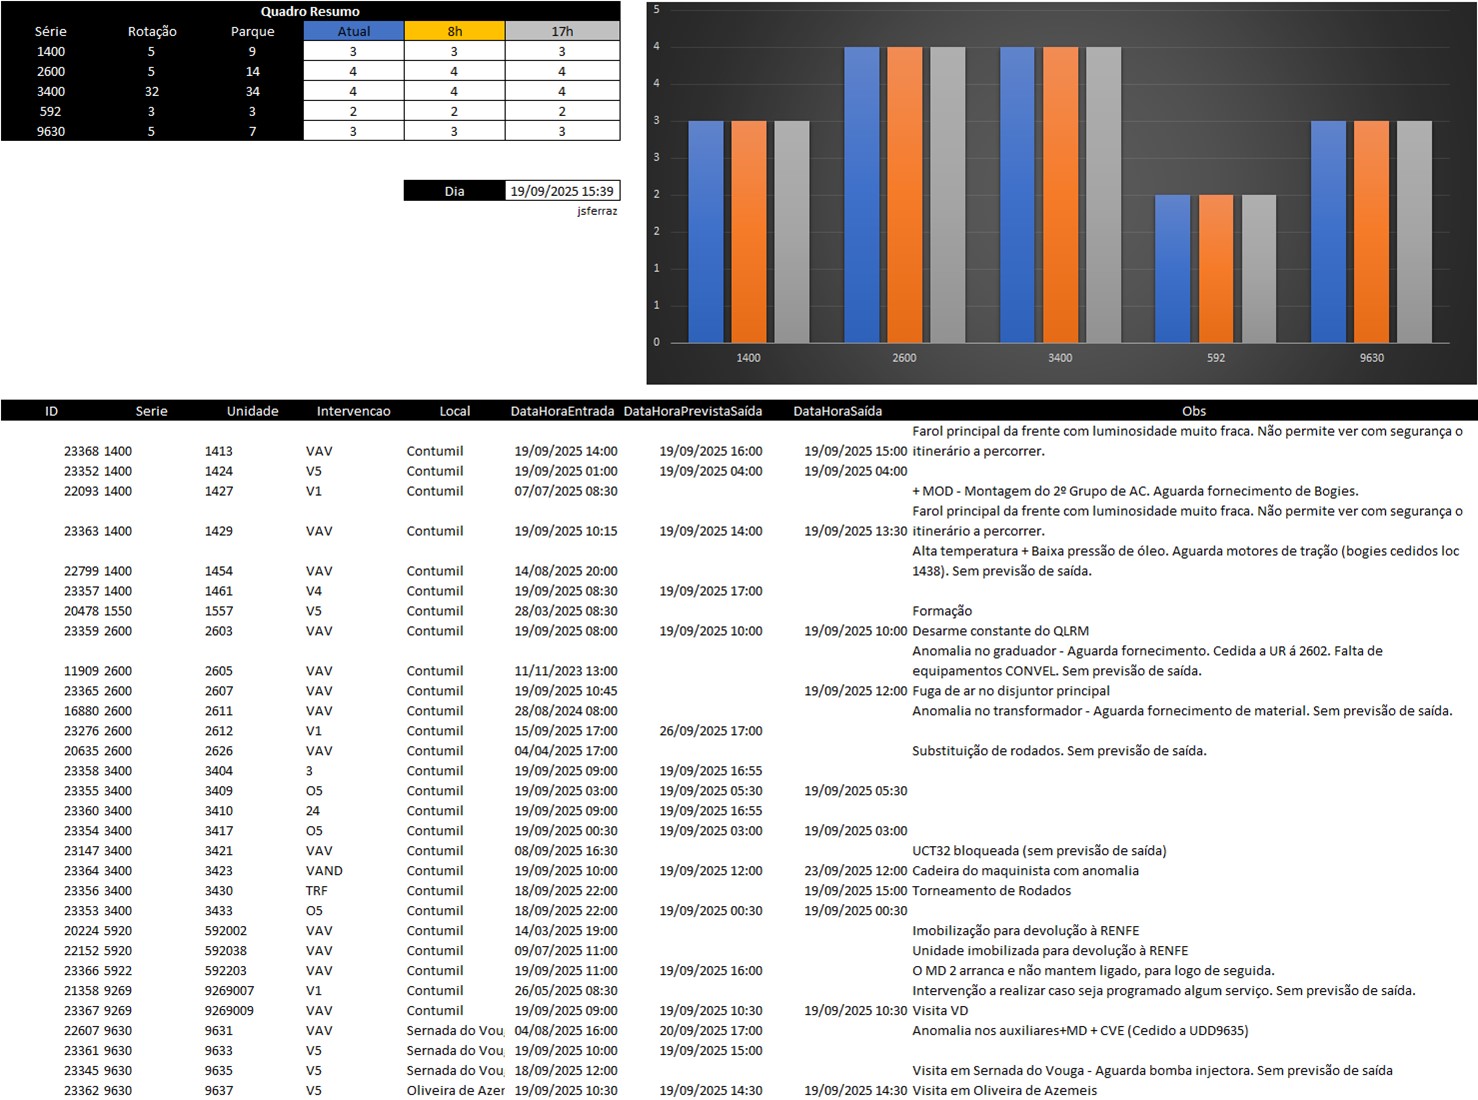 Quadro Resumo
Série Rotação Parque Atual 8h 17h
1400 5 9 3 3 3
2600 5 14 4 4 4
3400 32 34 4 4 4
592 3 3 2 2 2
9630 5 7 3 3 3
Dia 19/09/2025 15:39
jsferraz
5
4
4
3
3
2
2
1
1
0
1400 2600 3400 592 9630
ID Serie Unidade Intervencao Local DataHoraEntrada DataHoraPrevistaSaída DataHoraSaída Obs
Farol principal da frente com luminosidade muito fraca. Não permite ver com segurança o
23368 1400 1413 VAV Contumil 19/09/2025 14:00 19/09/2025 16:00 19/09/2025 15:00 itinerário a percorrer.
23352 1400 1424 V5 Contumil 19/09/2025 01:00 19/09/2025 04:00 19/09/2025 04:00
22093 1400 1427 V1 Contumil 07/07/2025 08:30 + MOD - Montagem do 2º Grupo de AC. Aguarda fornecimento de Bogies.
Farol principal da frente com luminosidade muito fraca. Não permite ver com segurança o
23363 1400 1429 VAV Contumil 19/09/2025 10:15 19/09/2025 14:00 19/09/2025 13:30 itinerário a percorrer.
Alta temperatura + Baixa pressão de óleo. Aguarda motores de tração (bogies cedidos loc
22799 1400 1454 VAV Contumil 14/08/2025 20:00 1438). Sem previsão de saída.
23357 1400 1461 V4 Contumil 19/09/2025 08:30 19/09/2025 17:00
20478 1550 1557 V5 Contumil 28/03/2025 08:30 Formação
23359 2600 2603 VAV Contumil 19/09/2025 08:00 19/09/2025 10:00 19/09/2025 10:00 Desarme constante do QLRM
Anomalia no graduador - Aguarda fornecimento. Cedida a UR á 2602. Falta de
11909 2600 2605 VAV Contumil 11/11/2023 13:00 equipamentos CONVEL. Sem previsão de saída.
23365 2600 2607 VAV Contumil 19/09/2025 10:45 19/09/2025 12:00 Fuga de ar no disjuntor principal
16880 2600 2611 VAV Contumil 28/08/2024 08:00 Anomalia no transformador - Aguarda fornecimento de material. Sem previsão de saída.
23276 2600 2612 V1 Contumil 15/09/2025 17:00 26/09/2025 17:00
20635 2600 2626 VAV Contumil 04/04/2025 17:00 Substituição de rodados. Sem previsão de saída.
23358 3400 3404 3 Contumil 19/09/2025 09:00 19/09/2025 16:55
23355 3400 3409 O5 Contumil 19/09/2025 03:00 19/09/2025 05:30 19/09/2025 05:30
23360 3400 3410 24 Contumil 19/09/2025 09:00 19/09/2025 16:55
23354 3400 3417 O5 Contumil 19/09/2025 00:30 19/09/2025 03:00 19/09/2025 03:00
23147 3400 3421 VAV Contumil 08/09/2025 16:30 UCT32 bloqueada (sem previsão de saída)
23364 3400 3423 VAND Contumil 19/09/2025 10:00 19/09/2025 12:00 23/09/2025 12:00 Cadeira do maquinista com anomalia
23356 3400 3430 TRF Contumil 18/09/2025 22:00 19/09/2025 15:00 Torneamento de Rodados
23353 3400 3433 O5 Contumil 18/09/2025 22:00 19/09/2025 00:30 19/09/2025 00:30
20224 5920 592002 VAV Contumil 14/03/2025 19:00 Imobilização para devolução à RENFE
22152 5920 592038 VAV Contumil 09/07/2025 11:00 Unidade imobilizada para devolução à RENFE
23366 5922 592203 VAV Contumil 19/09/2025 11:00 19/09/2025 16:00 O MD 2 arranca e não mantem ligado, para logo de seguida.
21358 9269 9269007 V1 Contumil 26/05/2025 08:30 Intervenção a realizar caso seja programado algum serviço. Sem previsão de saída.
23367 9269 9269009 VAV Contumil 19/09/2025 09:00 19/09/2025 10:30 19/09/2025 10:30 Visita VD
22607 9630 9631 VAV Sernada do Voug 04/08/2025 16:00 20/09/2025 17:00 Anomalia nos auxiliares+MD + CVE (Cedido a UDD9635)
23361 9630 9633 V5 Sernada do Voug 19/09/2025 10:00 19/09/2025 15:00
23345 9630 9635 V5 Sernada do Voug 18/09/2025 12:00 Visita em Sernada do Vouga - Aguarda bomba injectora. Sem previsão de saída
23362 9630 9637 V5 Oliveira de Azer 19/09/2025 10:30 19/09/2025 14:30 19/09/2025 14:30 Visita em Oliveira de Azemeis